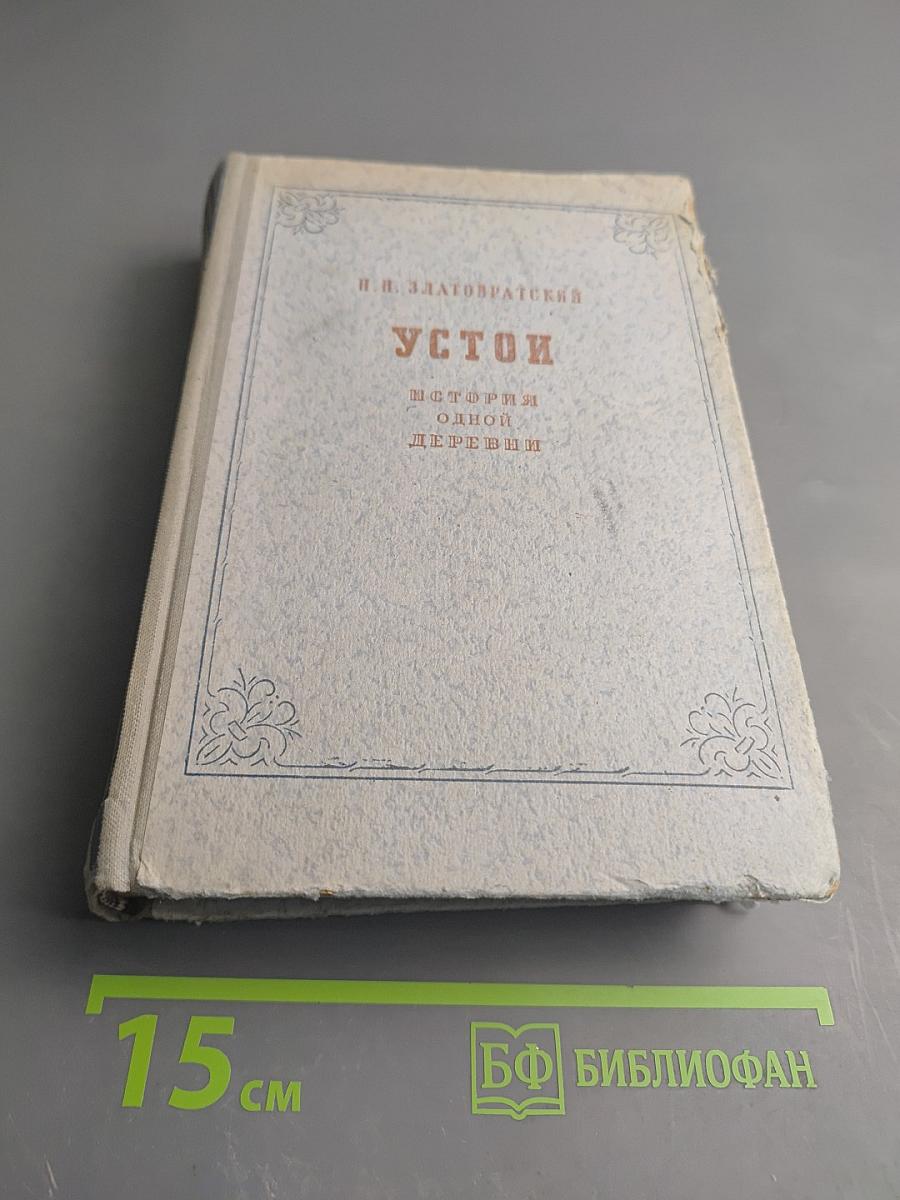 Н. Н. ЗЛАТОВРАТСКИЙ
УСТОИ
ИСТОРИЯ
ОДНОЙ
ДЕРЕВНИ
15 см
БФ БИБЛИОФАН